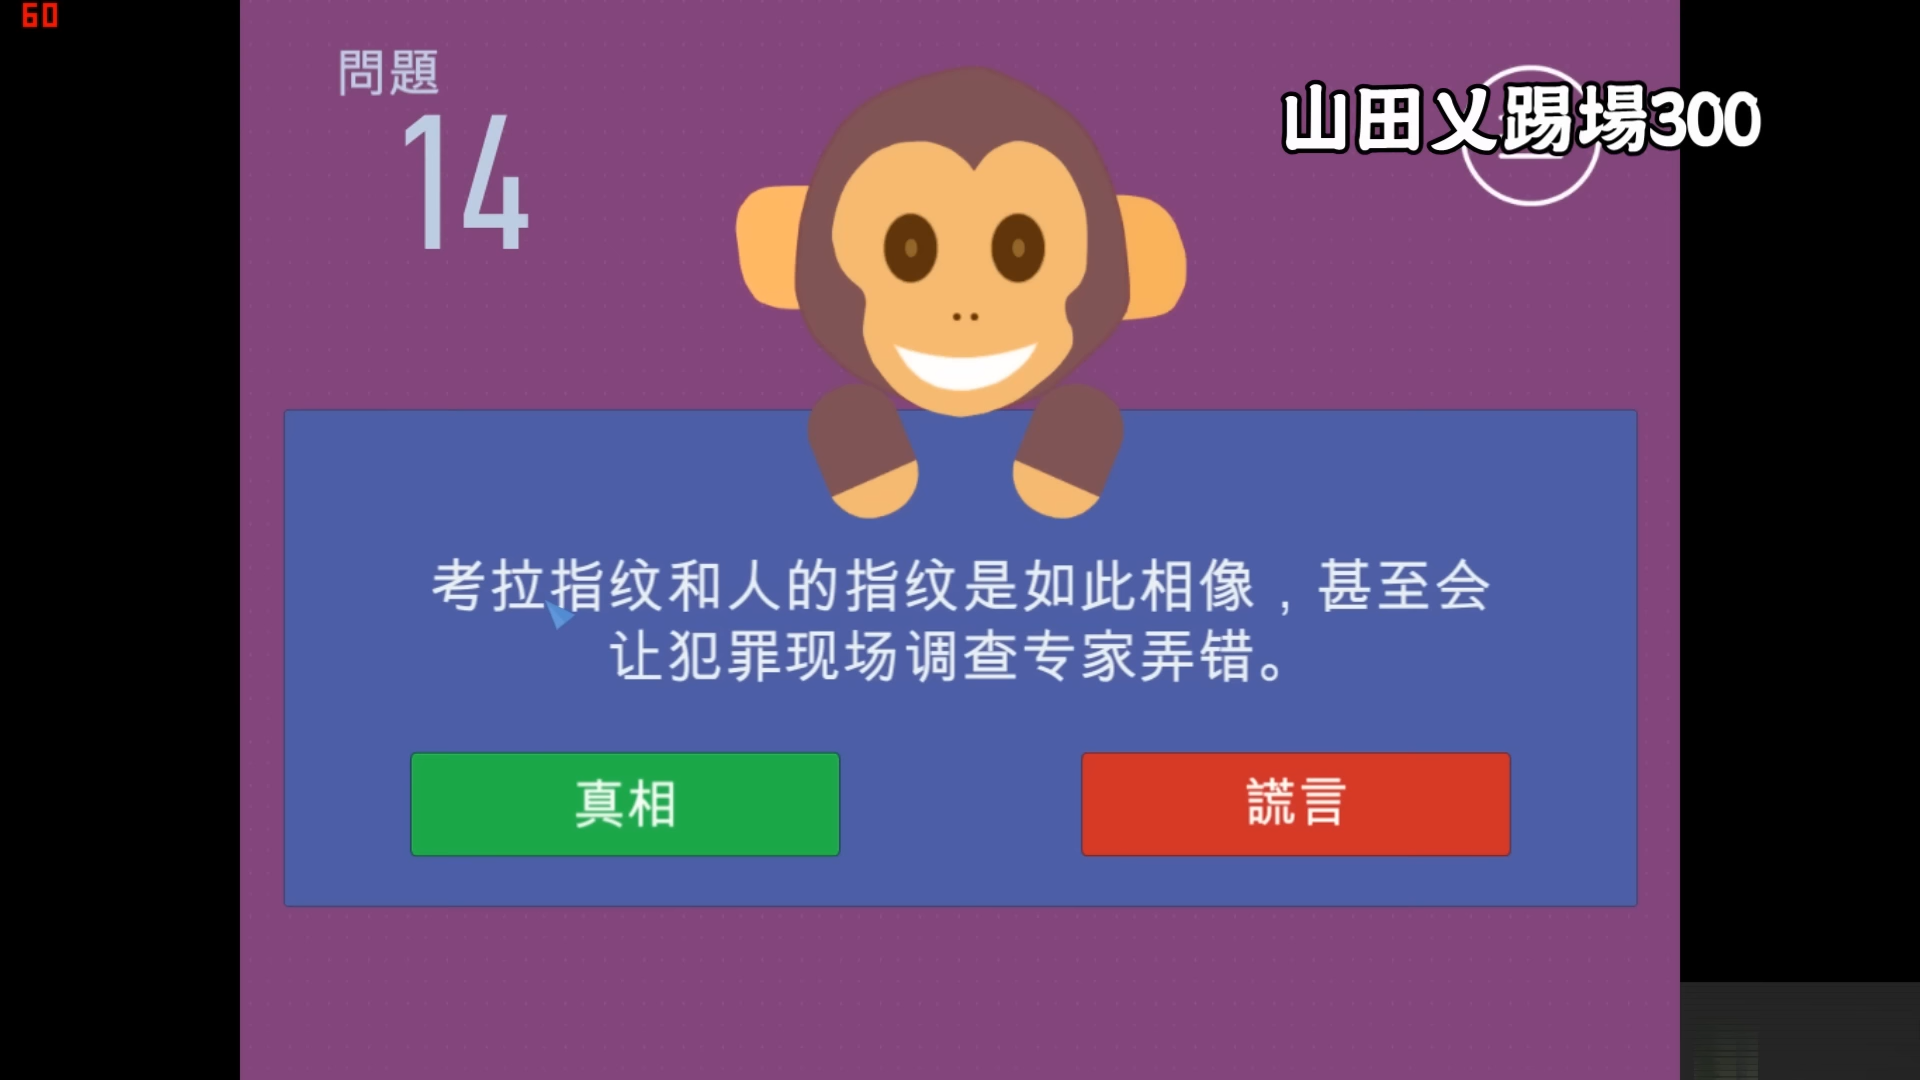 60
問題
14
山田乂踢場300
考拉指纹和人的指纹是如此相像，甚至会
让犯罪现场调查专家弄错。
真相
謊言